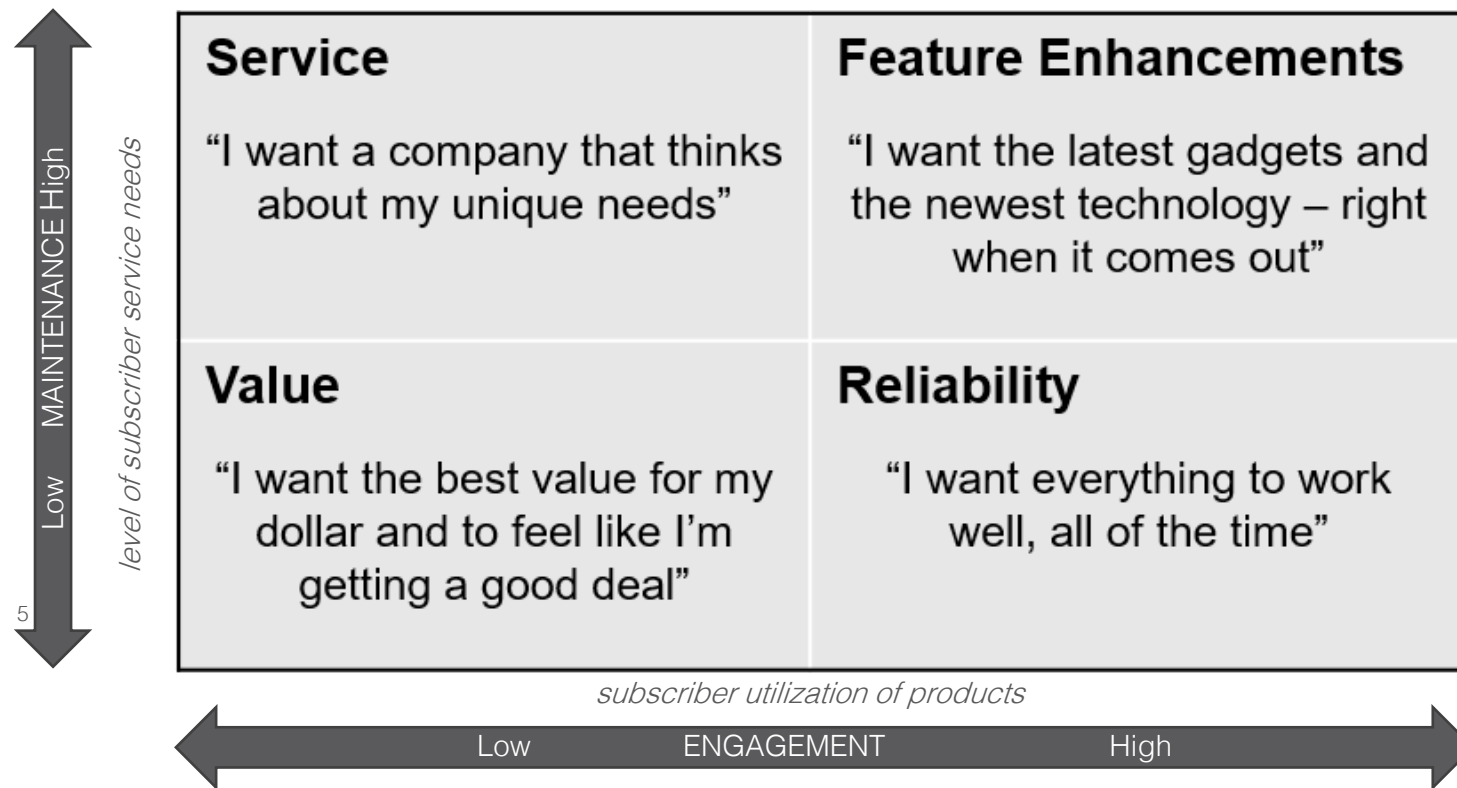 Service
“I want a company that thinks
about my unique needs”
Feature Enhancements
“I want the latest gadgets and
the newest technology – right
when it comes out”
Value
“I want the best value for my
dollar and to feel like I’m
getting a good deal”
Reliability
“I want everything to work
well, all of the time”
Low MAINTENANCE High
level of subscriber service needs
5
subscriber utilization of products
Low ENGAGEMENT High